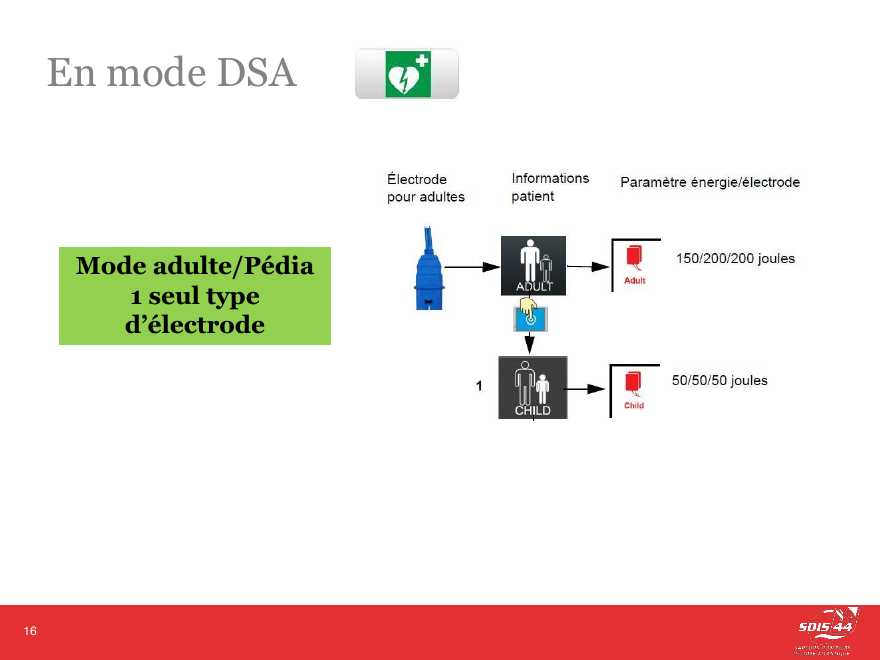 En mode DSA
Électrode
pour adultes
Informations
patient
Paramètre énergie/électrode
Mode adulte/Pédia
1 seul type
d’électrode
ADULT
Adult
150/200/200 joules
1
CHILD
Child
50/50/50 joules
16
SDIS 44